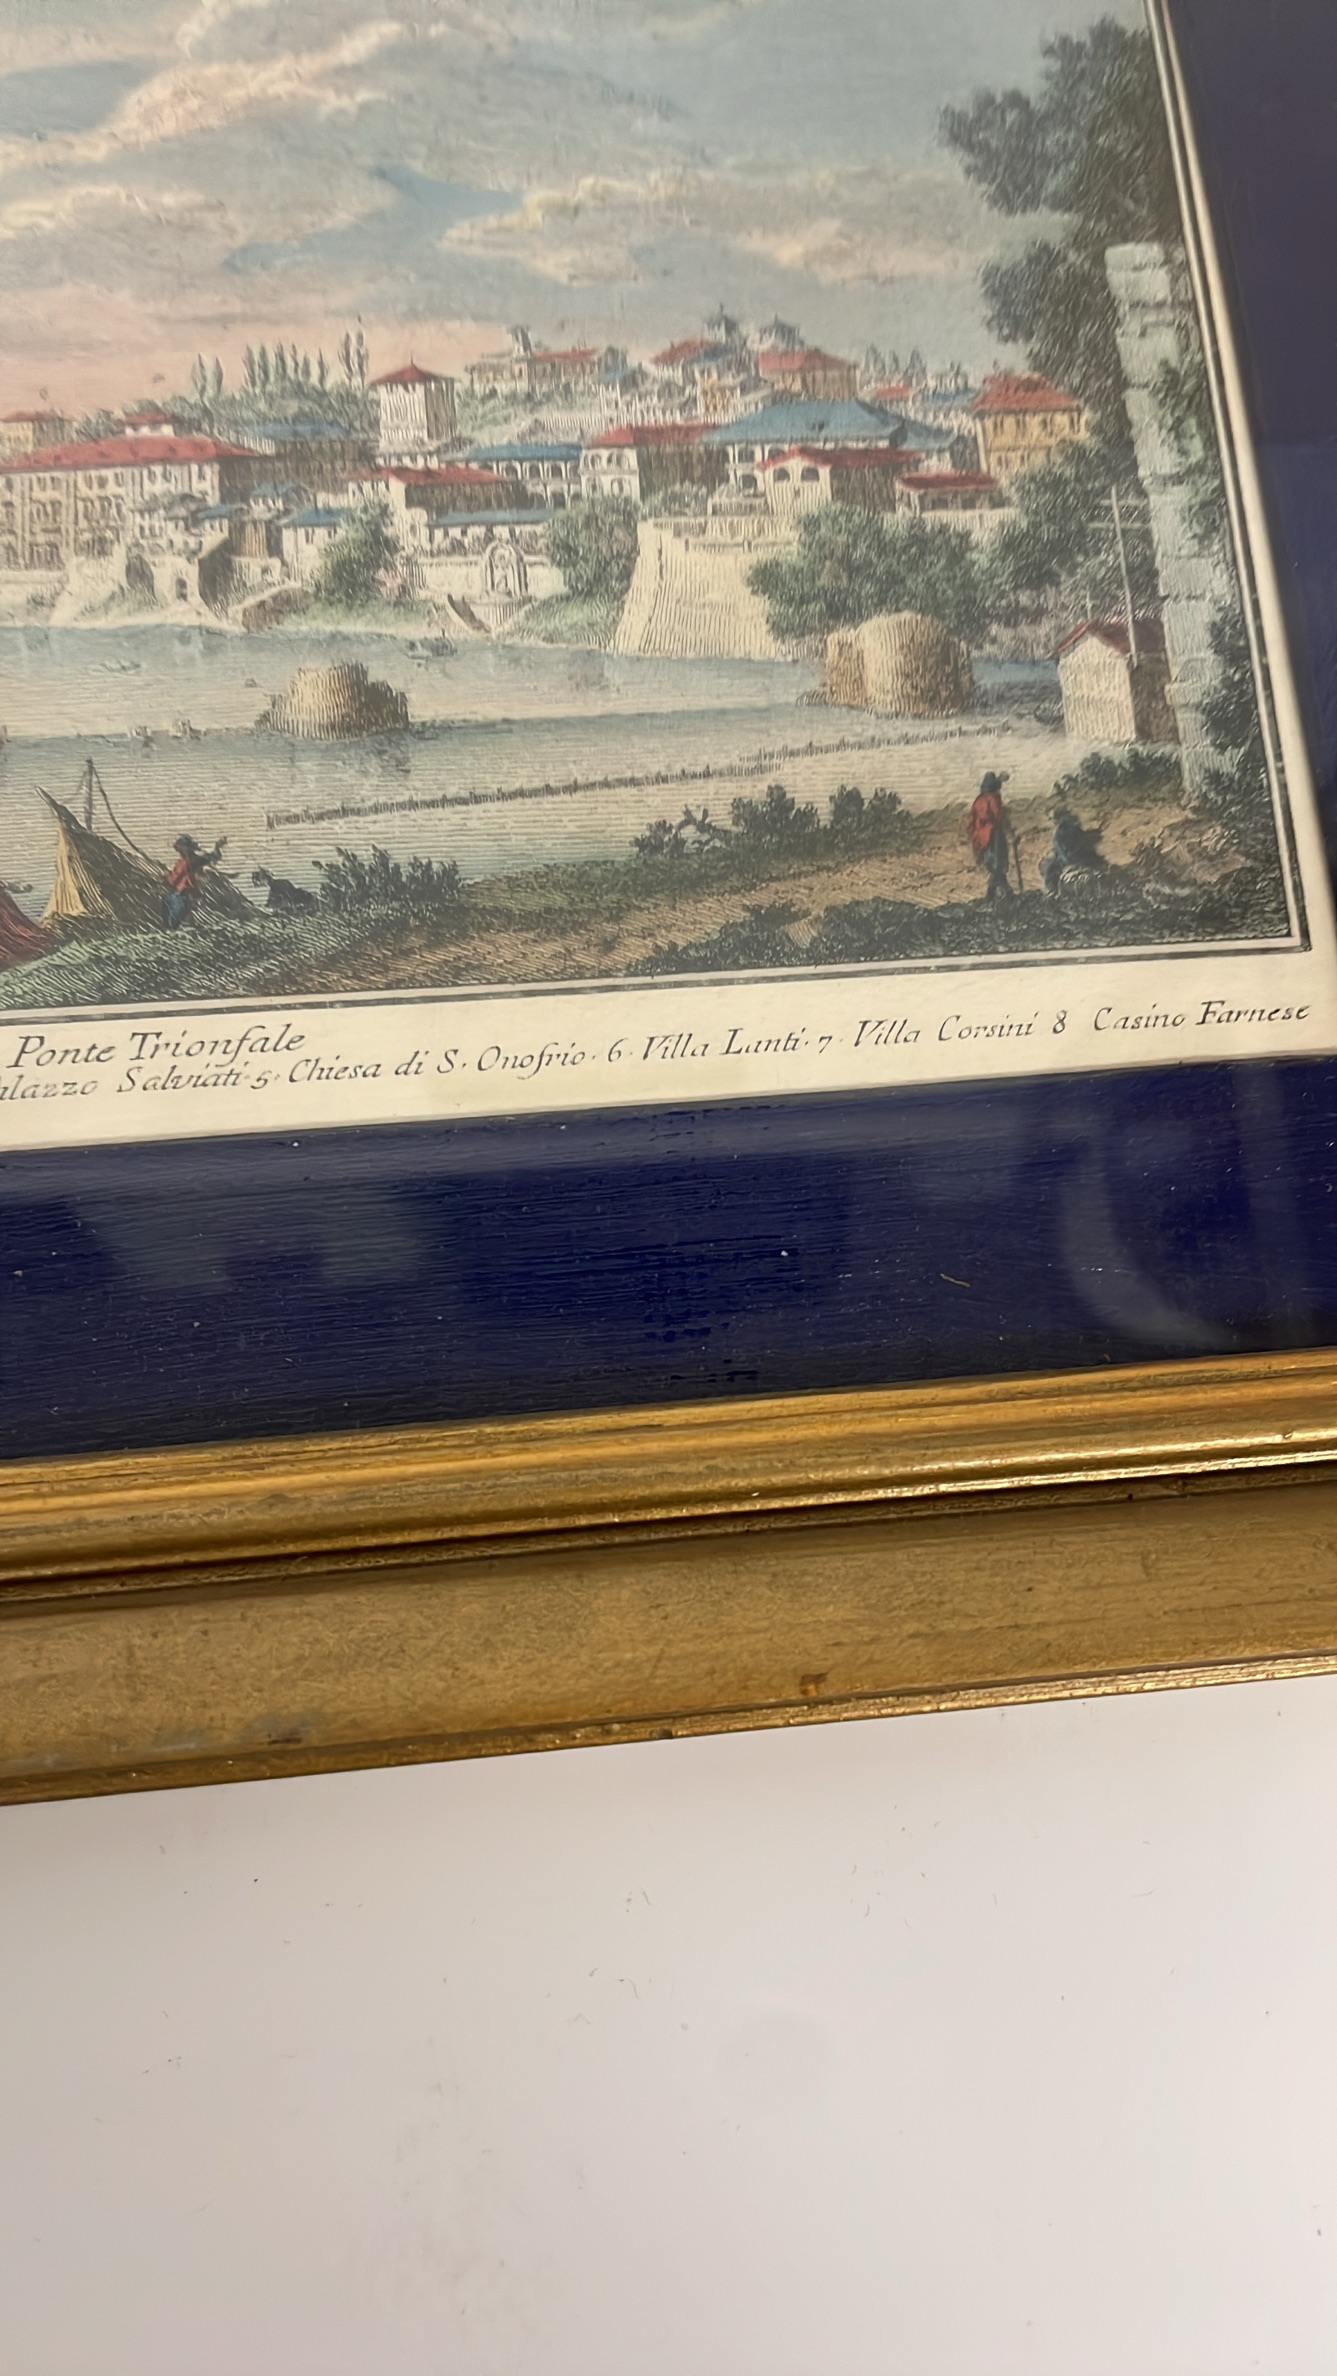 Ponte Trionfale
alazzo Salviati · 5 · Chiesa di S. Onofrio · 6 · Villa Lanti · 7 · Villa Corsini 8 Casino Farnese